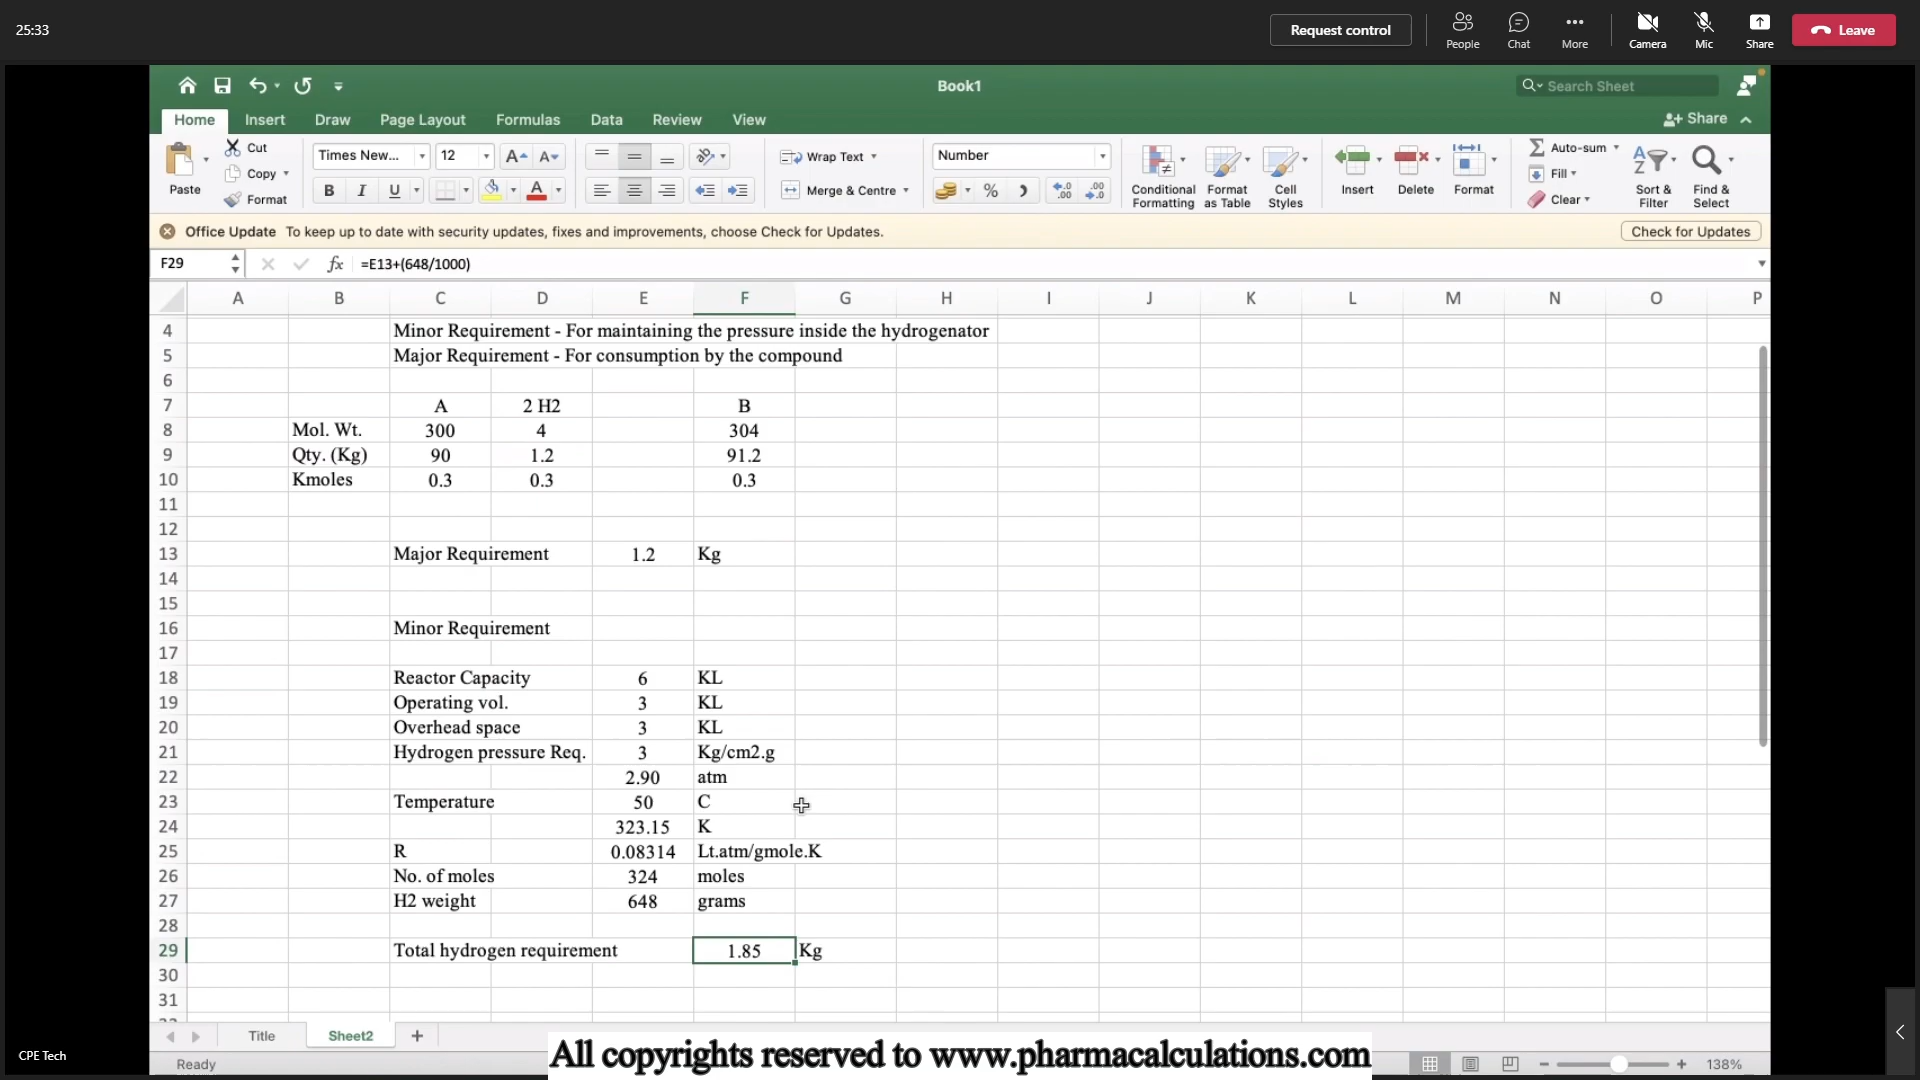 25:33
Request control
People
Chat
More
Camera
Mic
Share
Leave
Book1
Search Sheet
Home Insert Draw Page Layout Formulas Data Review View
Share
Paste
Cut
Copy
Format
Times New... 12
Wrap Text
Merge & Centre
Number
Conditional Formatting
Format as Table
Cell Styles
Insert
Delete
Format
Auto-sum
Fill
Clear
Sort & Filter
Find & Select
Office Update To keep up to date with security updates, fixes and improvements, choose Check for Updates.
Check for Updates
F29 fx =E13+(648/1000)
A B C D E F G H I J K L M N O P
4 Minor Requirement - For maintaining the pressure inside the hydrogenator
5 Major Requirement - For consumption by the compound
6
7 A 2 H2 B
8 Mol. Wt. 300 4 304
9 Qty. (Kg) 90 1.2 91.2
10 Kmoles 0.3 0.3 0.3
11
12
13 Major Requirement 1.2 Kg
14
15
16 Minor Requirement
17
18 Reactor Capacity 6 KL
19 Operating vol. 3 KL
20 Overhead space 3 KL
21 Hydrogen pressure Req. 3 Kg/cm2.g
22 2.90 atm
23 Temperature 50 C
24 323.15 K
25 R 0.08314 Lt.atm/gmole.K
26 No. of moles 324 moles
27 H2 weight 648 grams
28
29 Total hydrogen requirement 1.85 Kg
30
31
Title Sheet2 +
CPE Tech
Ready
All copyrights reserved to www.pharmacalculations.com
138%